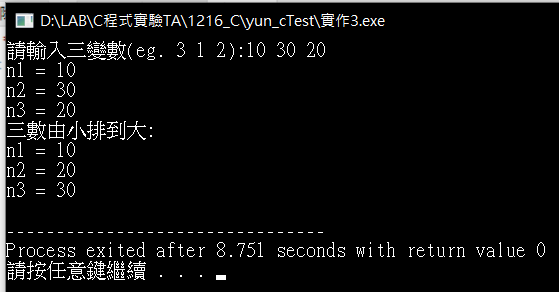 D:\LAB\C程式實驗TA\1216_C\yun_cTest\實作3.exe
請輸入三變數(eg. 3 1 2):10 30 20
n1 = 10
n2 = 30
n3 = 20
三數由小排到大:
n1 = 10
n2 = 20
n3 = 30
--------------------------------
Process exited after 8.751 seconds with return value 0
請按任意鍵繼續 . . .